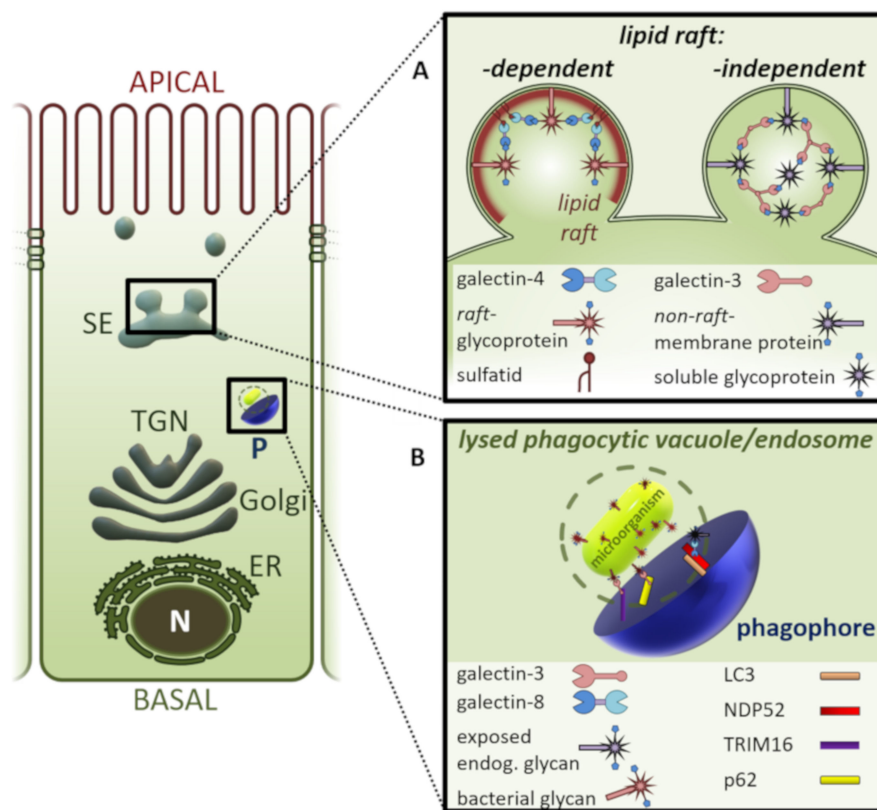 APICAL
SE
TGN
P
Golgi
ER
N
BASAL
A
lipid raft:
-dependent
-independent
lipid
raft
galectin-4
galectin-3
raft-
glycoprotein
non-raft-
membrane protein
sulfatid
soluble glycoprotein
B
lysed phagocytic vacuole/endosome
microorganism
phagophore
galectin-3
LC3
galectin-8
NDP52
exposed
endog. glycan
TRIM16
bacterial glycan
p62